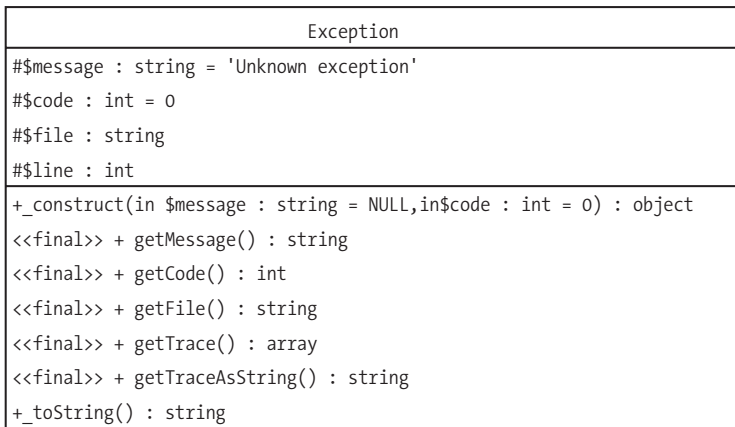 Exception
#$message : string = 'Unknown exception'
#$code : int = 0
#$file : string
#$line : int
+_construct(in $message : string = NULL,in$code : int = 0) : object
<<final>> + getMessage() : string
<<final>> + getCode() : int
<<final>> + getFile() : string
<<final>> + getTrace() : array
<<final>> + getTraceAsString() : string
+_toString() : string